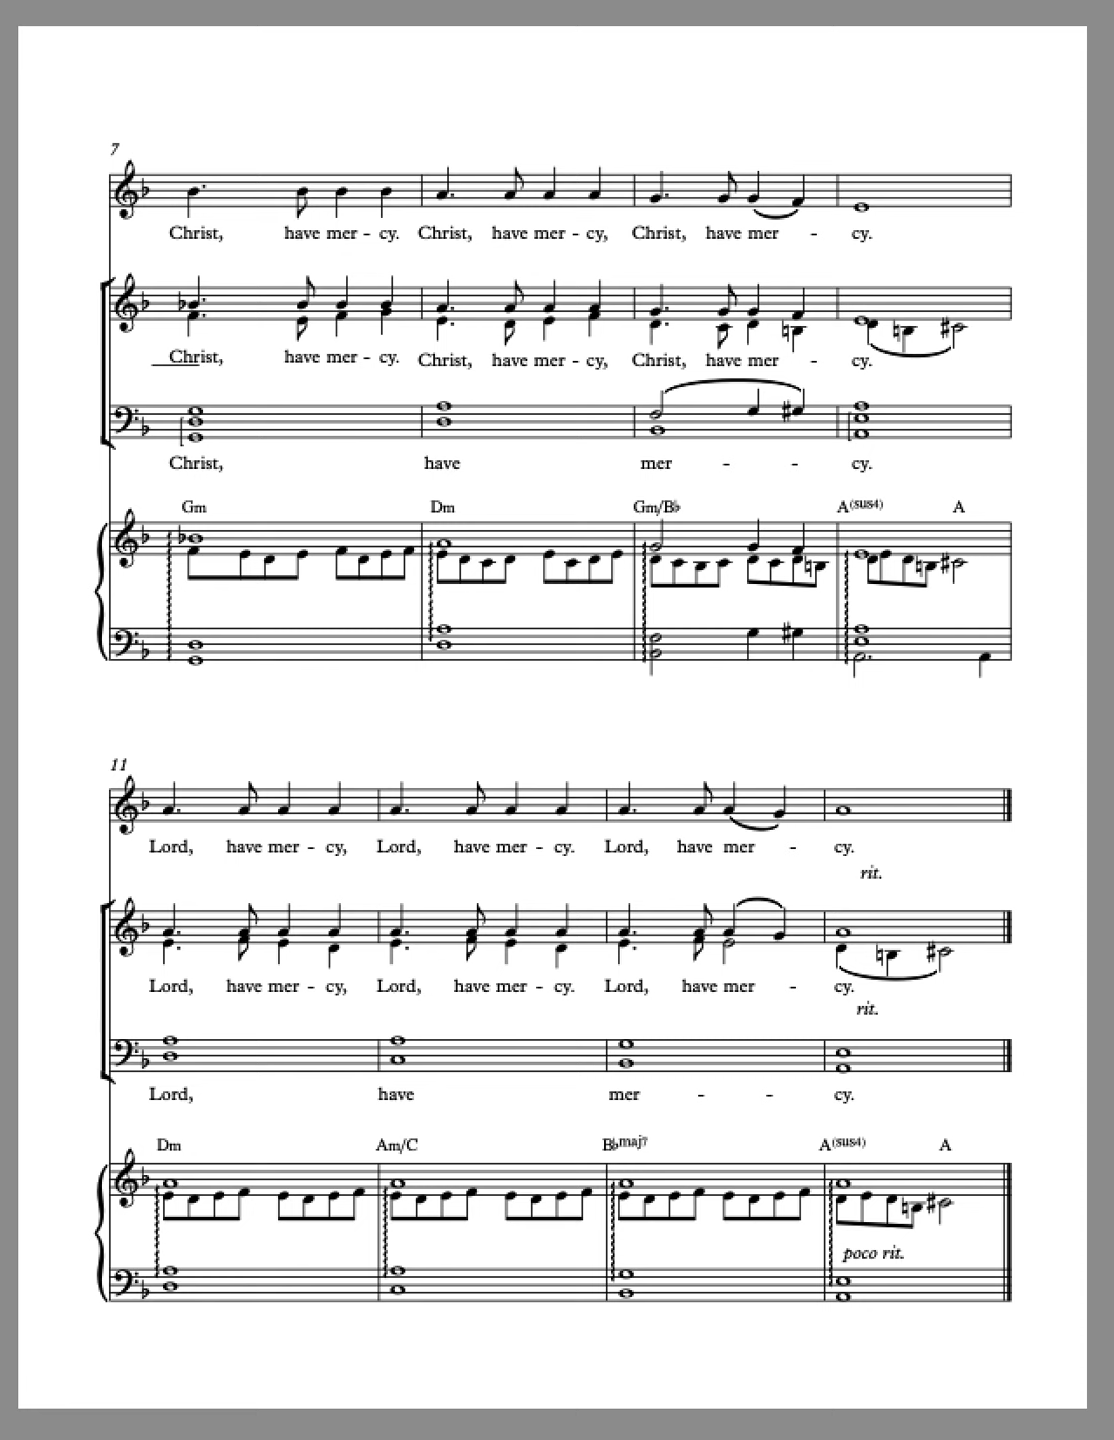 7
Christ, have mer - cy. Christ, have mer - cy, Christ, have mer - cy.
Christ, have mer - cy. Christ, have mer - cy, Christ, have mer - cy.
Christ, have mer - - cy.
Gm Dm Gm/B♭ A(sus4) A
11
Lord, have mer - cy, Lord, have mer - cy. Lord, have mer - cy.
rit.
Lord, have mer - cy, Lord, have mer - cy. Lord, have mer - cy.
rit.
Lord, have mer - - cy.
Dm Am/C B♭maj7 A(sus4) A
poco rit.